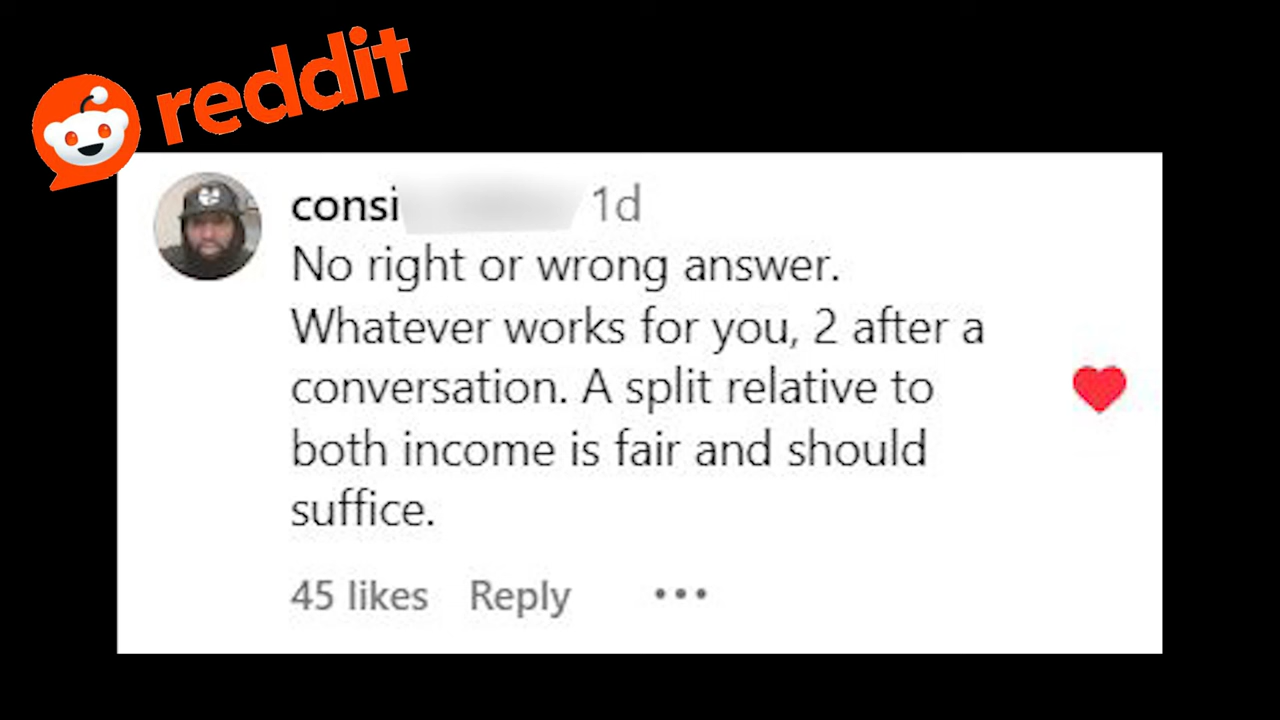 reddit
consi 1d
No right or wrong answer.
Whatever works for you, 2 after a
conversation. A split relative to
both income is fair and should
suffice.
45 likes Reply •••